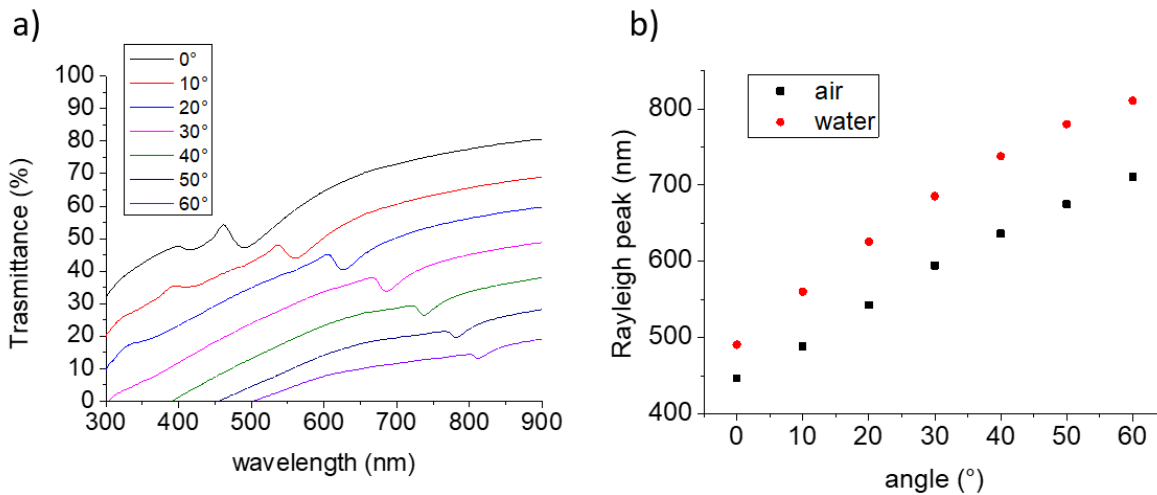 a)
0°
10°
20°
30°
40°
50°
60°
100
90
80
70
60
50
40
30
20
10
0
Trasmittance (%)
300 400 500 600 700 800 900
wavelength (nm)
b)
air
water
800
700
600
500
400
Rayleigh peak (nm)
0 10 20 30 40 50 60
angle (°)